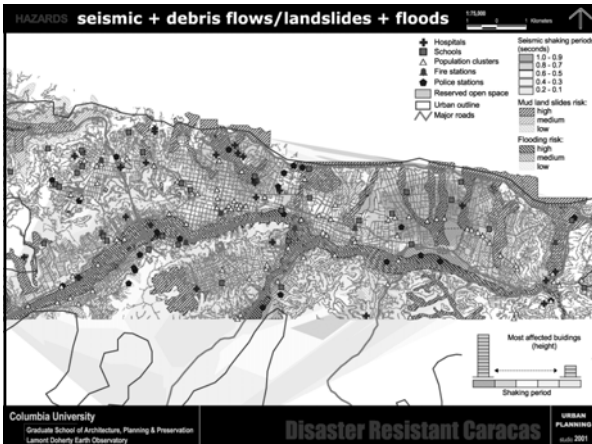 HAZARDS seismic + debris flows/landslides + floods
1:75,000
1 0 1 Kilometers
Hospitals
Schools
Population clusters
Fire stations
Police stations
Reserved open space
Urban outline
Major roads
Seismic shaking period
(seconds)
1.0 - 0.9
0.8 - 0.7
0.6 - 0.5
0.4 - 0.3
0.2 - 0.1
Mud land slides risk:
high
medium
low
Flooding risk:
high
medium
low
Most affected buidings
(height)
Shaking period
Columbia University
Graduate School of Architecture, Planning & Preservation
Lamont Doherty Earth Observatory
Disaster Resistant Caracas
URBAN
PLANNING
studio 2001